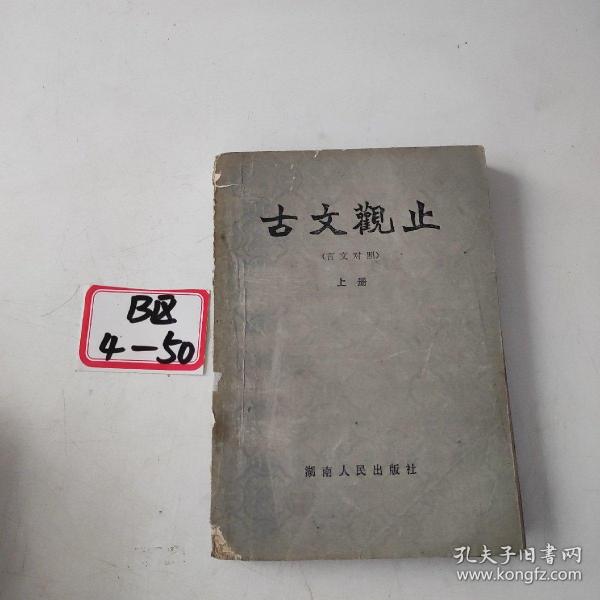 古文觀止
（言文对照）
上册
湖南人民出版社
B区
4—50
孔夫子旧书网
www.kongfz.com